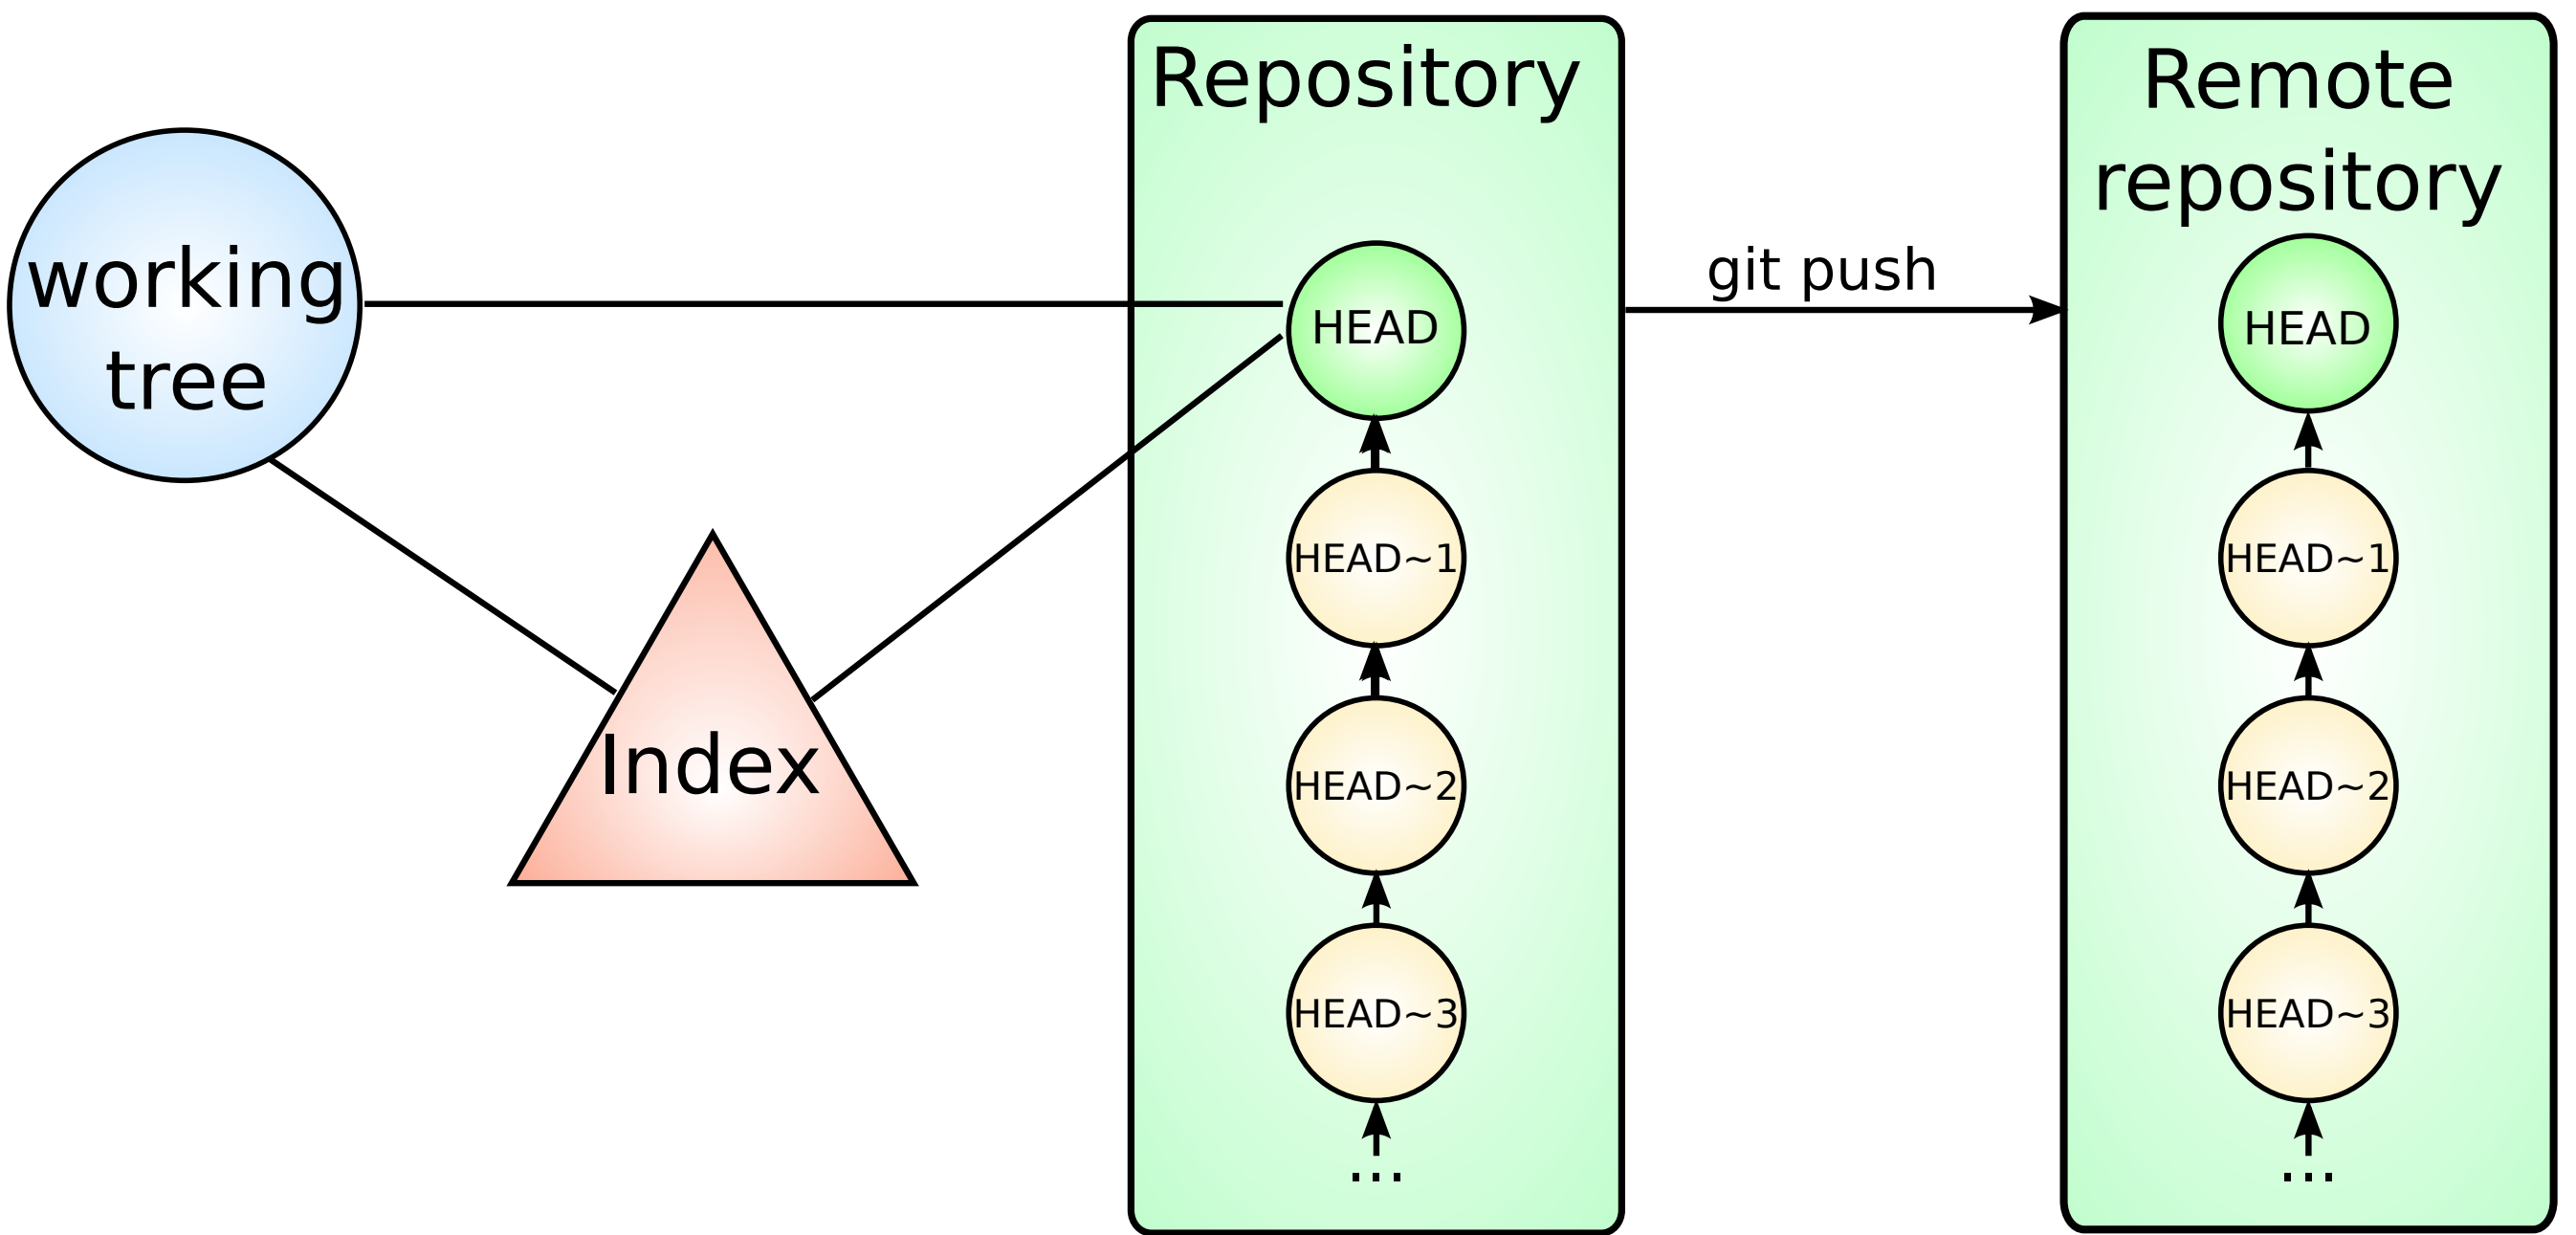 working
tree
Index
Repository
HEAD
HEAD~1
HEAD~2
HEAD~3
...
git push
Remote
repository
HEAD
HEAD~1
HEAD~2
HEAD~3
...